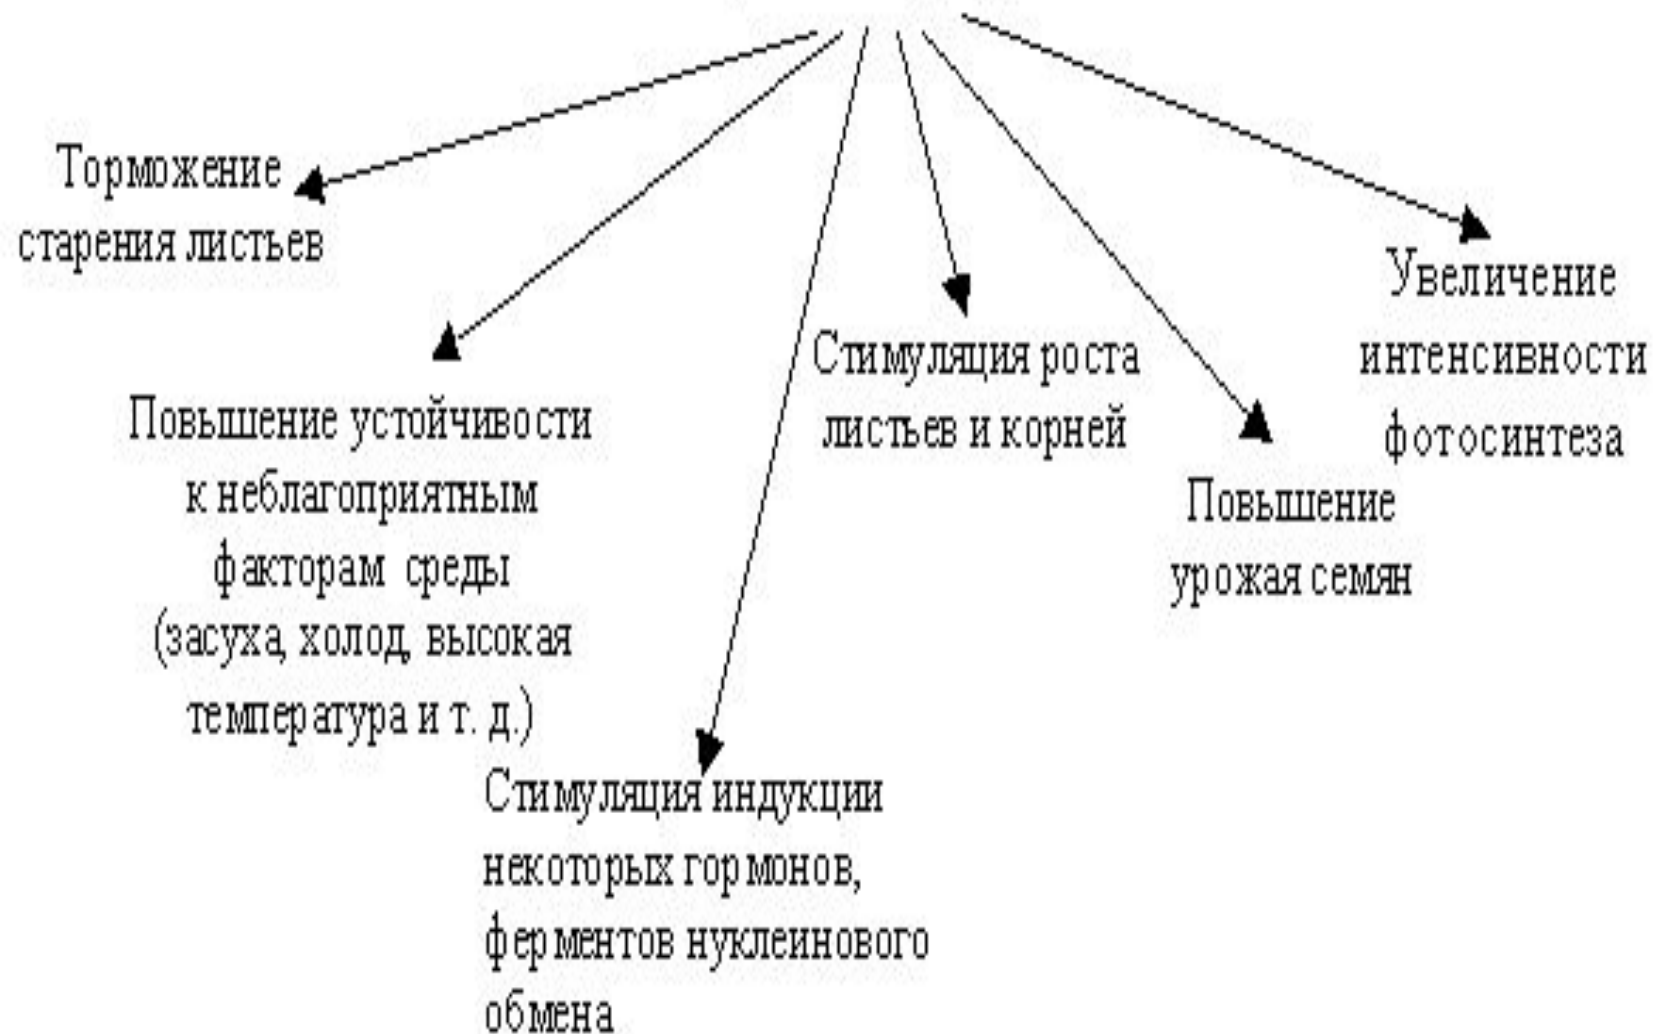 Торможение
старения листьев
Повышение устойчивости
к неблагоприятным
факторам среды
(засуха, холод, высокая
температура и т. д.)
Стимуляция индукции
некоторых гормонов,
ферментов нуклеинового
обмена
Стимуляция роста
листьев и корней
Повышение
урожая семян
Увеличение
интенсивности
фотосинтеза